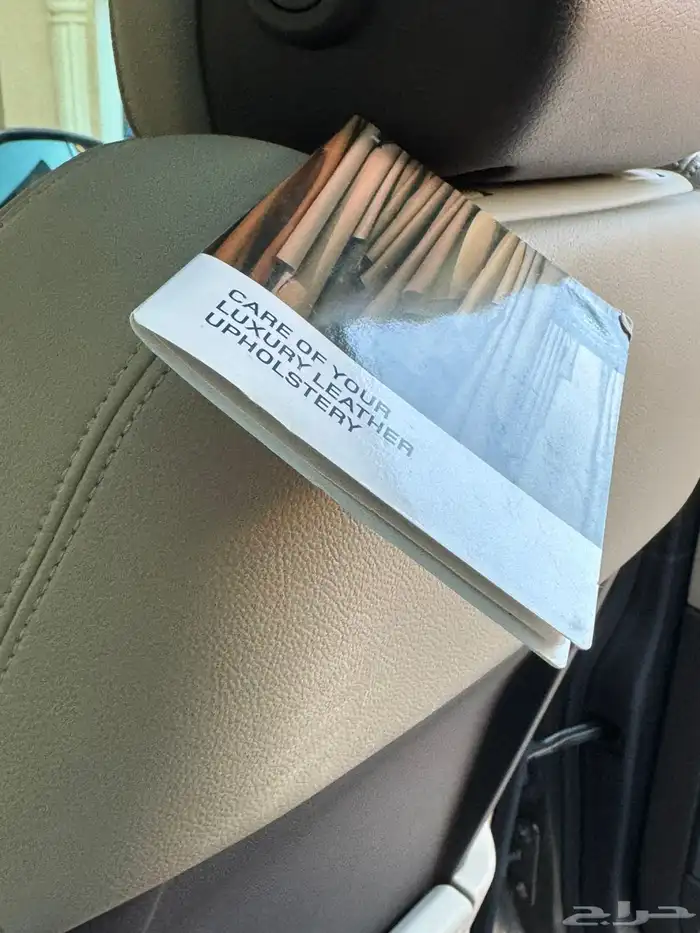 CARE OF YOUR
LUXURY LEATHER
UPHOLSTERY
حراج